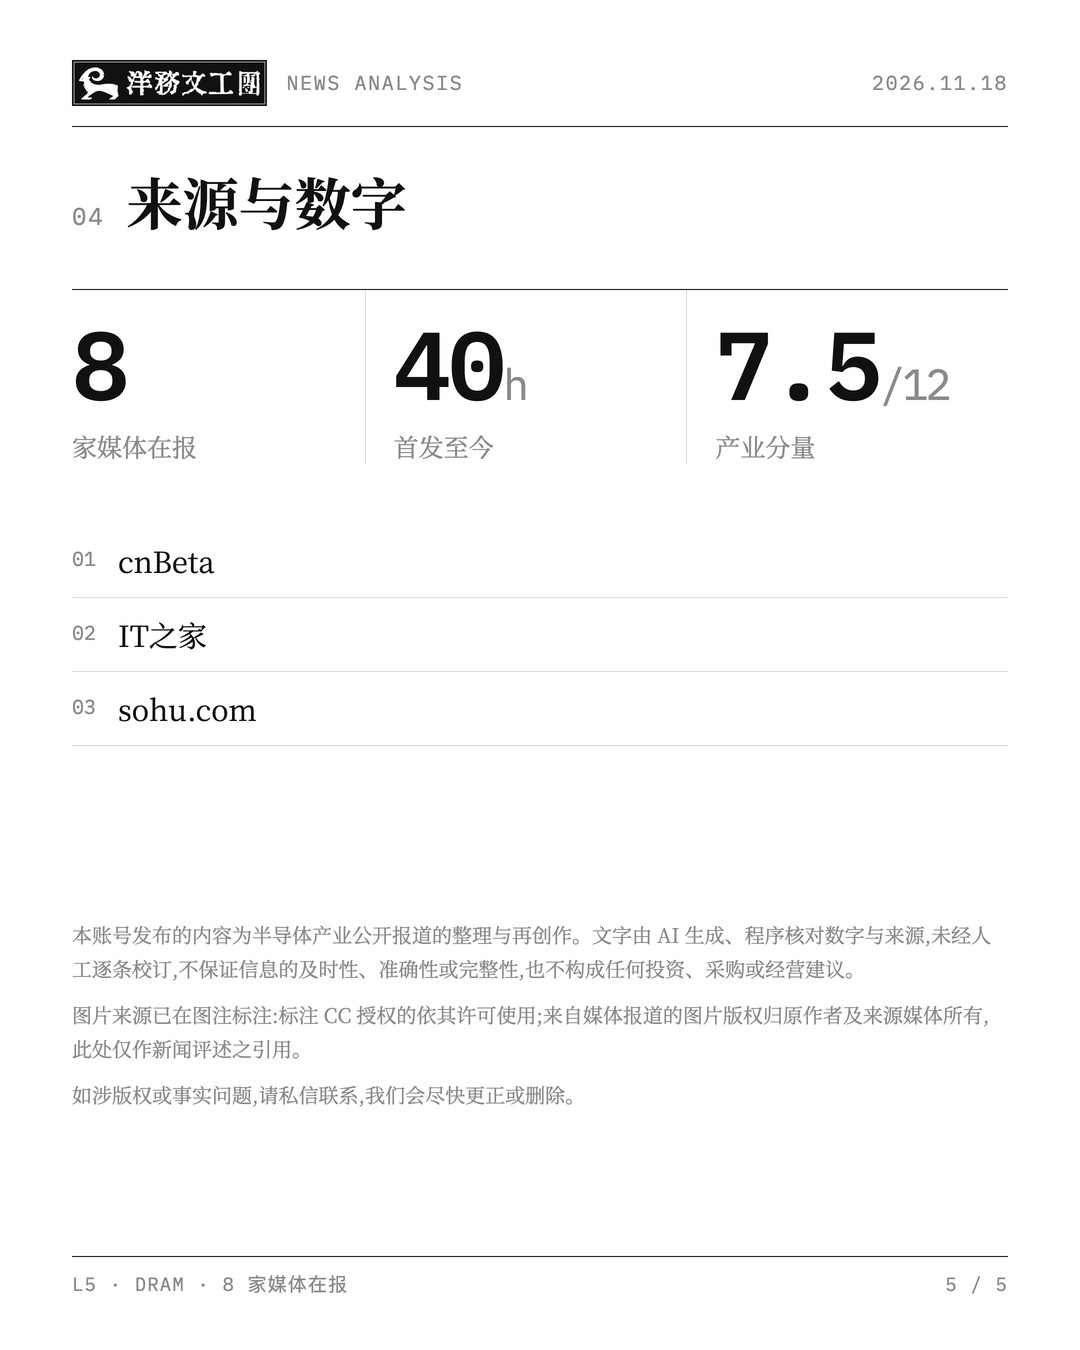 洋務文工團 NEWS ANALYSIS 2026.11.18
04 来源与数字
8 40h 7.5/12
家媒体在报 首发至今 产业分量
01 cnBeta
02 IT之家
03 sohu.com
本账号发布的内容为半导体产业公开报道的整理与再创作。文字由 AI 生成、程序核对数字与来源,未经人
工逐条校订,不保证信息的及时性、准确性或完整性,也不构成任何投资、采购或经营建议。
图片来源已在图注标注:标注 CC 授权的依其许可使用;来自媒体报道的图片版权归原作者及来源媒体所有,
此处仅作新闻评述之引用。
如涉版权或事实问题,请私信联系,我们会尽快更正或删除。
L5 · DRAM · 8 家媒体在报 5 / 5